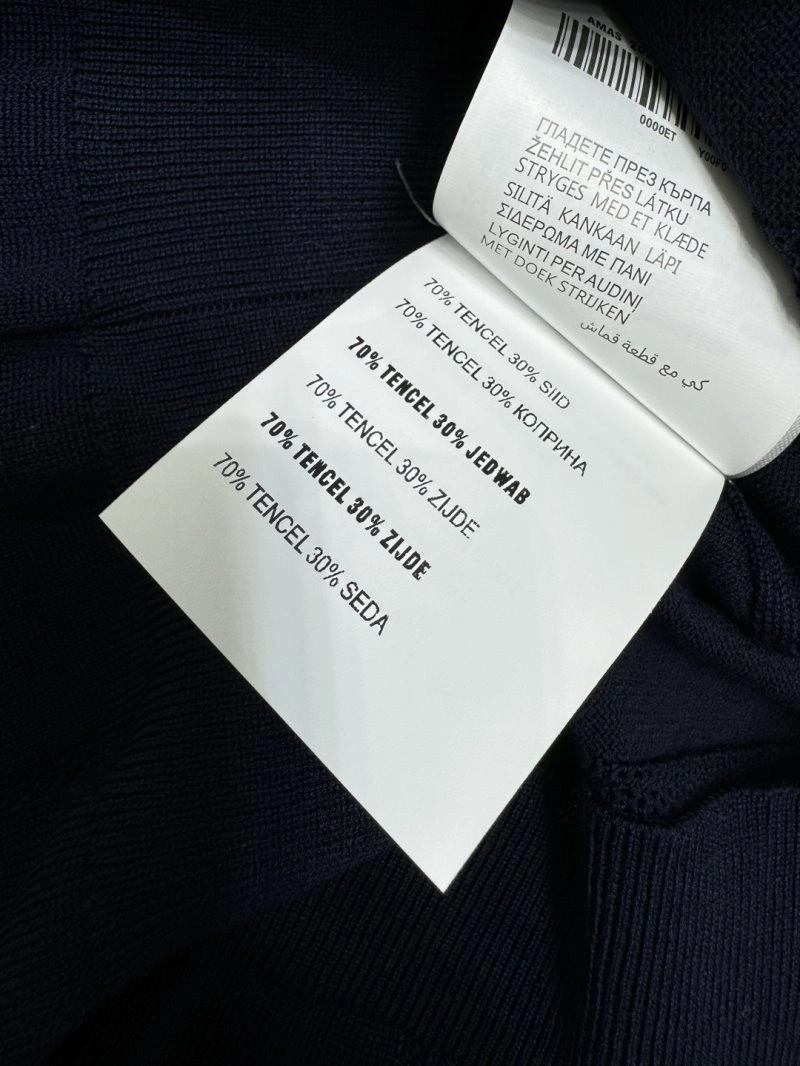 AMAS
0000ET
ГЛАДЕТЕ ПРЕЗ КЪРПА
ŽEHLIT PŘES LÁTKU
STRYGES MED ET KLÆDE
SILITÄ KANKAAN LÄPI
ΣΙΔΕΡΩΜΑ ΜΕ ΠΑΝΙ
LYGINTI PER AUDINĮ
MET DOEK STRIJKEN
كي مع قطعة قماش
70% TENCEL 30% SIID
70% TENCEL 30% КОПРИНА
70% TENCEL 30% JEDWAB
70% TENCEL 30% ZIJDE
70% TENCEL 30% ZIJDE
70% TENCEL 30% SEDA